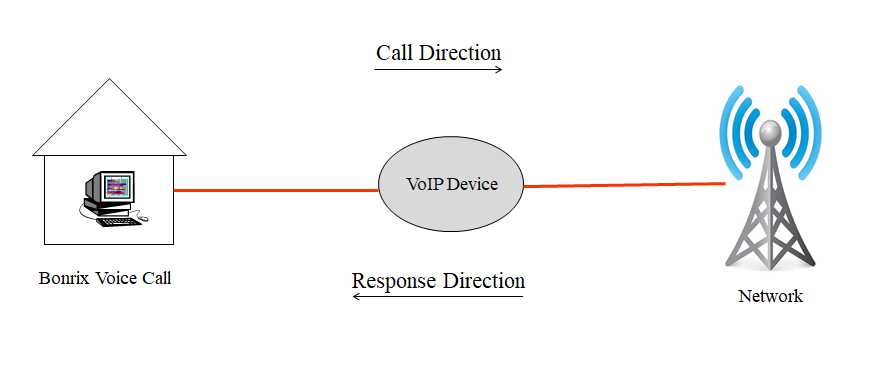 Call Direction
VoIP Device
Response Direction
Bonrix Voice Call
Network